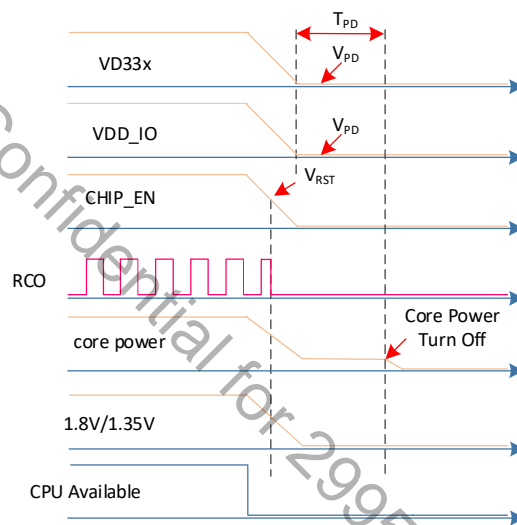 T_PD
VD33x
V_PD
VDD_IO
V_PD
CHIP_EN
V_RST
RCO
core power
Core Power
Turn Off
1.8V/1.35V
CPU Available
Confidential for 2995